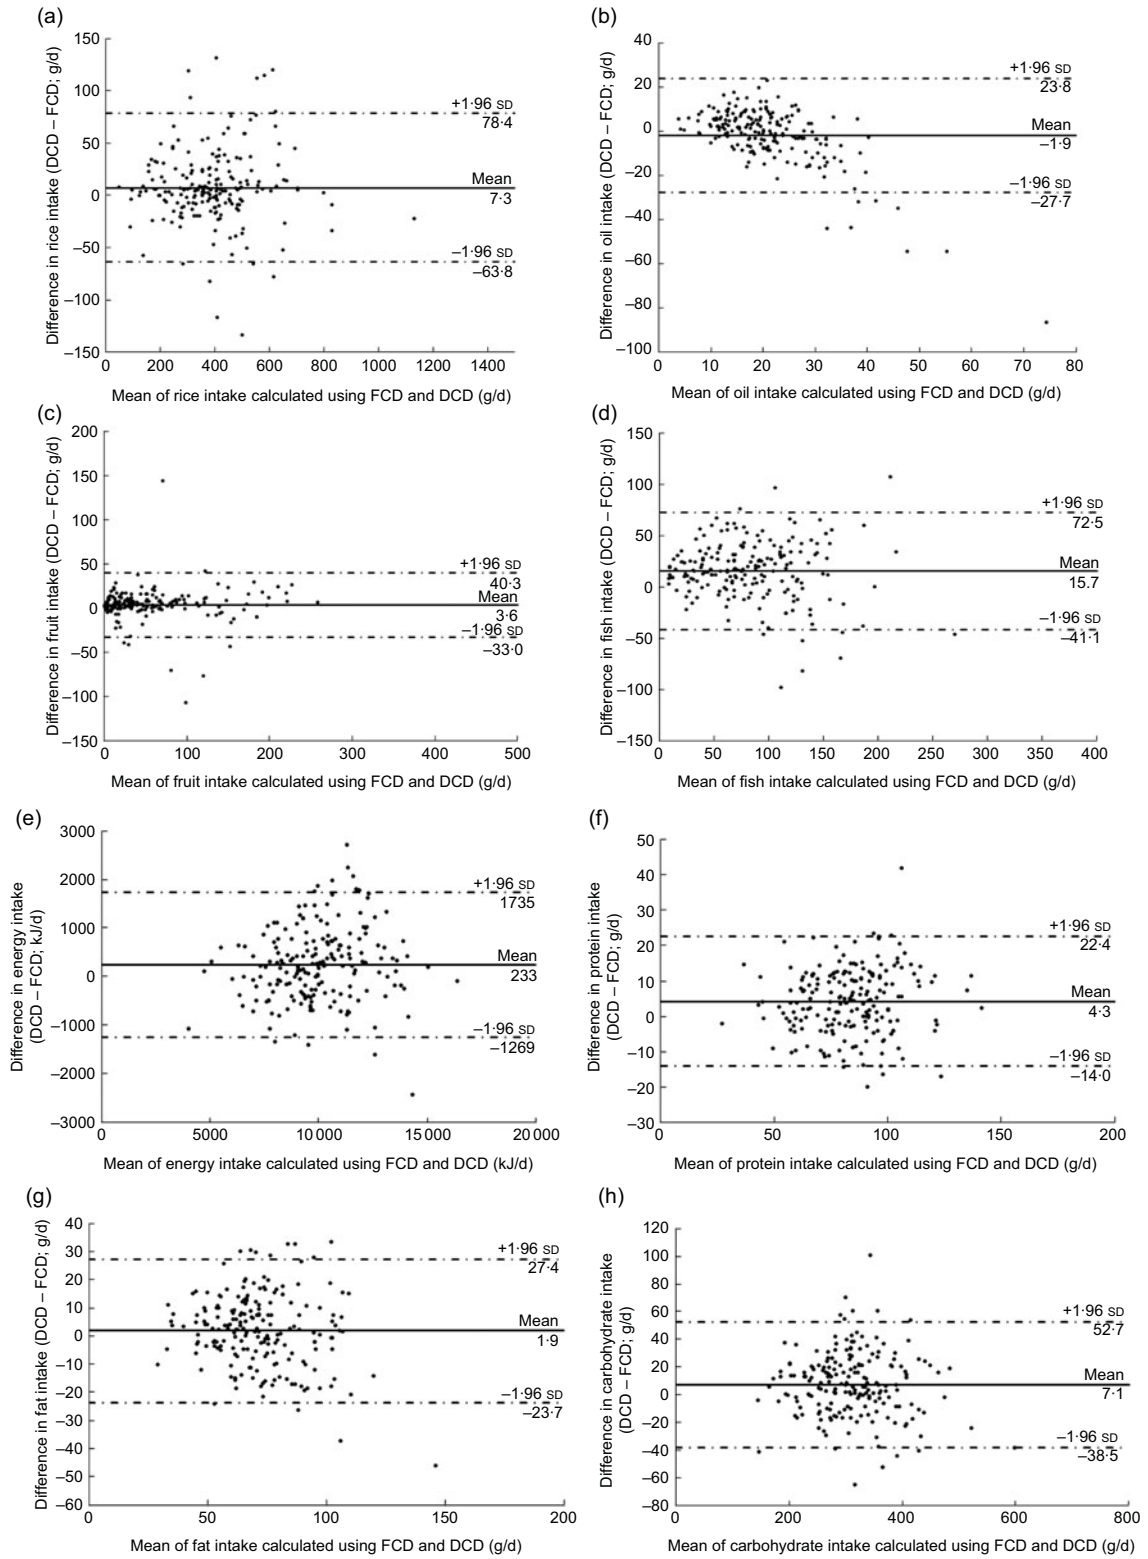 (a)
Difference in rice intake (DCD – FCD; g/d)
150
100
50
0
–50
–100
–150
+1·96 SD
78·4
Mean
7·3
–1·96 SD
–63·8
0 200 400 600 800 1000 1200 1400
Mean of rice intake calculated using FCD and DCD (g/d)
(b)
Difference in oil intake (DCD – FCD; g/d)
40
20
0
–20
–40
–60
–80
–100
+1·96 SD
23·8
Mean
–1·9
–1·96 SD
–27·7
0 10 20 30 40 50 60 70 80
Mean of oil intake calculated using FCD and DCD (g/d)
(c)
Difference in fruit intake (DCD – FCD; g/d)
200
150
100
50
0
–50
–100
–150
+1·96 SD
40·3
Mean
3·6
–1·96 SD
–33·0
0 100 200 300 400 500
Mean of fruit intake calculated using FCD and DCD (g/d)
(d)
Difference in fish intake (DCD – FCD; g/d)
150
100
50
0
–50
–100
–150
+1·96 SD
72·5
Mean
15·7
–1·96 SD
–41·1
0 50 100 150 200 250 300 350 400
Mean of fish intake calculated using FCD and DCD (g/d)
(e)
Difference in energy intake
(DCD – FCD; kJ/d)
3000
2000
1000
0
–1000
–2000
–3000
+1·96 SD
1735
Mean
233
–1·96 SD
–1269
0 5000 10 000 15 000 20 000
Mean of energy intake calculated using FCD and DCD (kJ/d)
(f)
Difference in protein intake
(DCD – FCD; g/d)
50
40
30
20
10
0
–10
–20
–30
+1·96 SD
22·4
Mean
4·3
–1·96 SD
–14·0
0 50 100 150 200
Mean of protein intake calculated using FCD and DCD (g/d)
(g)
Difference in fat intake (DCD – FCD; g/d)
40
30
20
10
0
–10
–20
–30
–40
–50
–60
+1·96 SD
27·4
Mean
1·9
–1·96 SD
–23·7
0 50 100 150 200
Mean of fat intake calculated using FCD and DCD (g/d)
(h)
Difference in carbohydrate intake
(DCD – FCD; g/d)
120
100
80
60
40
20
0
–20
–40
–60
–80
+1·96 SD
52·7
Mean
7·1
–1·96 SD
–38·5
0 200 400 600 800
Mean of carbohydrate intake calculated using FCD and DCD (g/d)